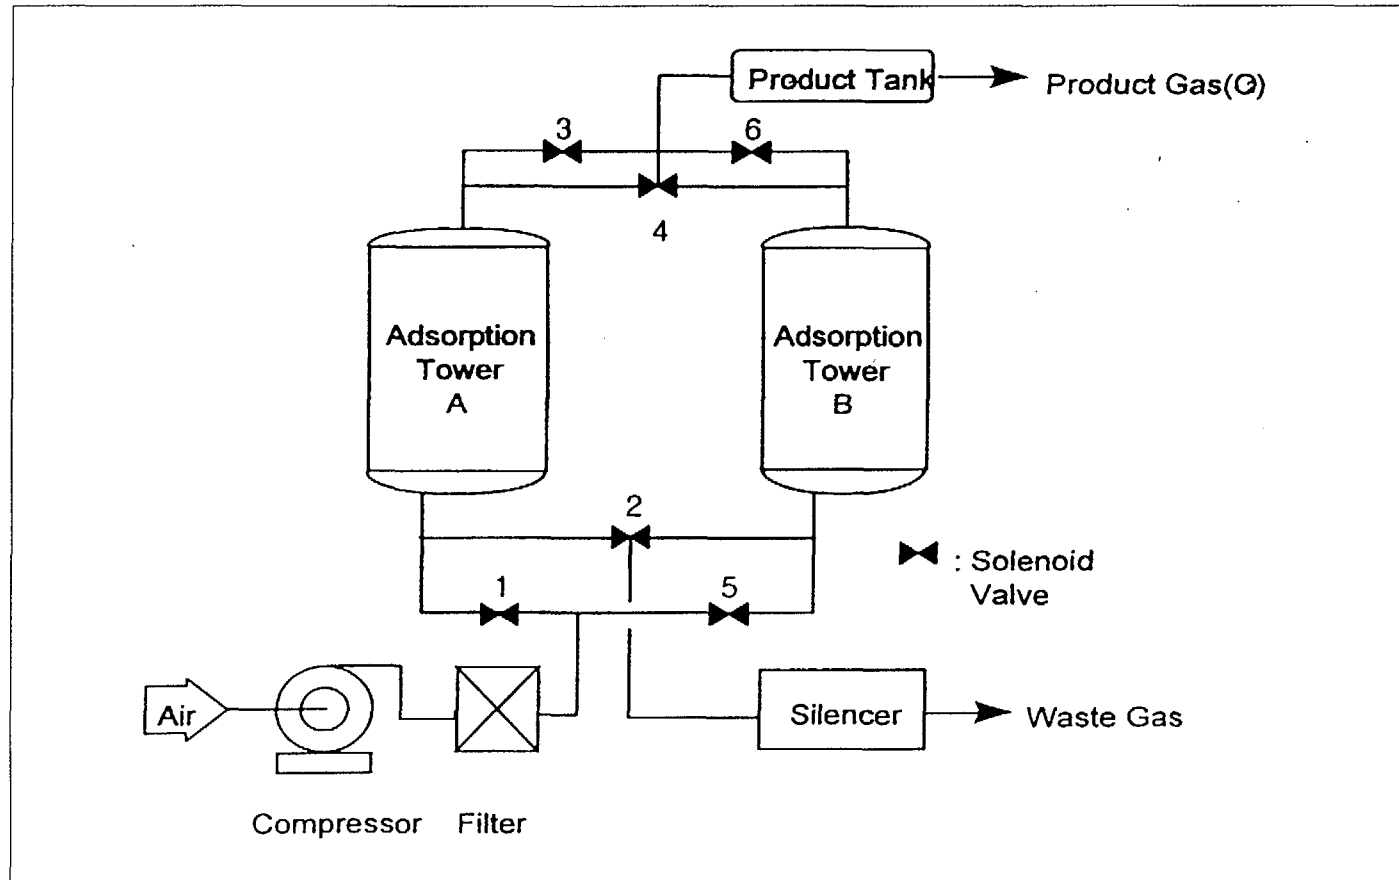 Product Tank
Product Gas(O)
3
6
4
Adsorption
Tower
A
Adsorption
Tower
B
2
: Solenoid
Valve
1
5
Air
Silencer
Waste Gas
Compressor
Filter